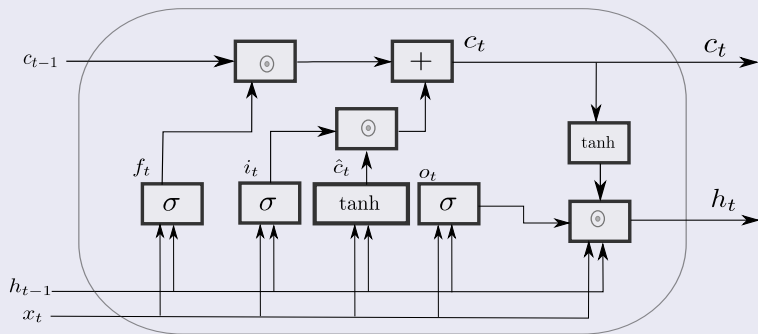 c_t
c_t
c_{t-1}
⊙
+
⊙
tanh
f_t
i_t
ĉ_t
o_t
σ
σ
tanh
σ
⊙
h_t
h_{t-1}
x_t